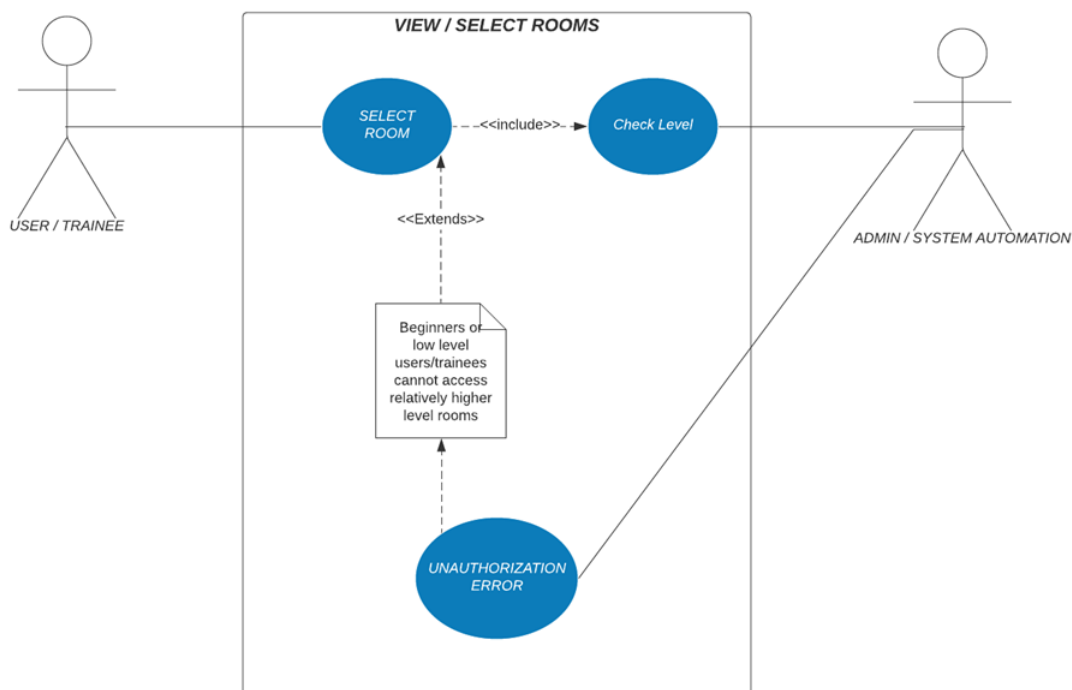 VIEW / SELECT ROOMS
SELECT
ROOM
<<include>>
Check Level
USER / TRAINEE
<<Extends>>
ADMIN / SYSTEM AUTOMATION
Beginners or
low level
users/trainees
cannot access
relatively higher
level rooms
UNAUTHORIZATION
ERROR